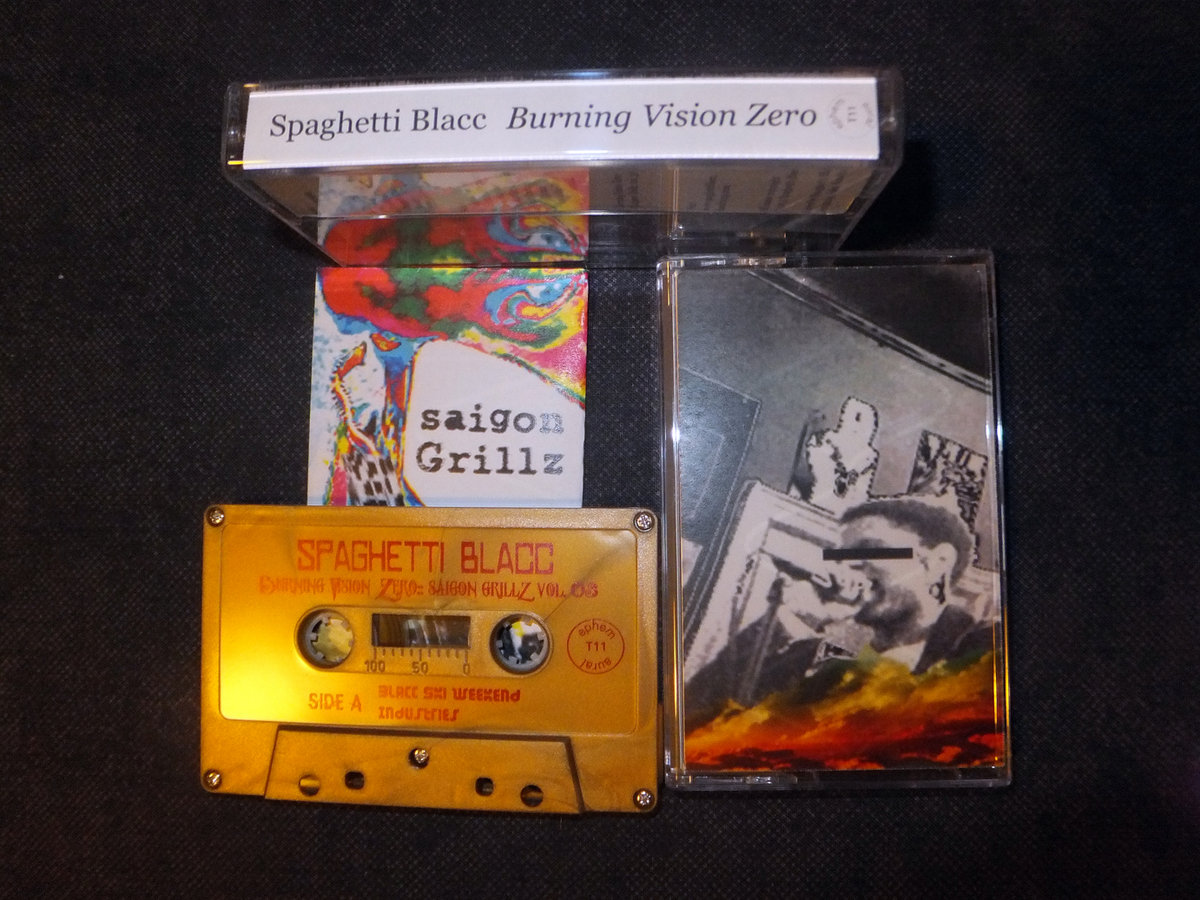 Spaghetti Blacc Burning Vision Zero
saigon
Grillz
SPAGHETTI BLACC
Burning Vision Zero: saigon grillZ vol 03
100 50 0
ephem
T11
aural
SIDE A
BLACC SKI WEEKEND
INDUSTRIES